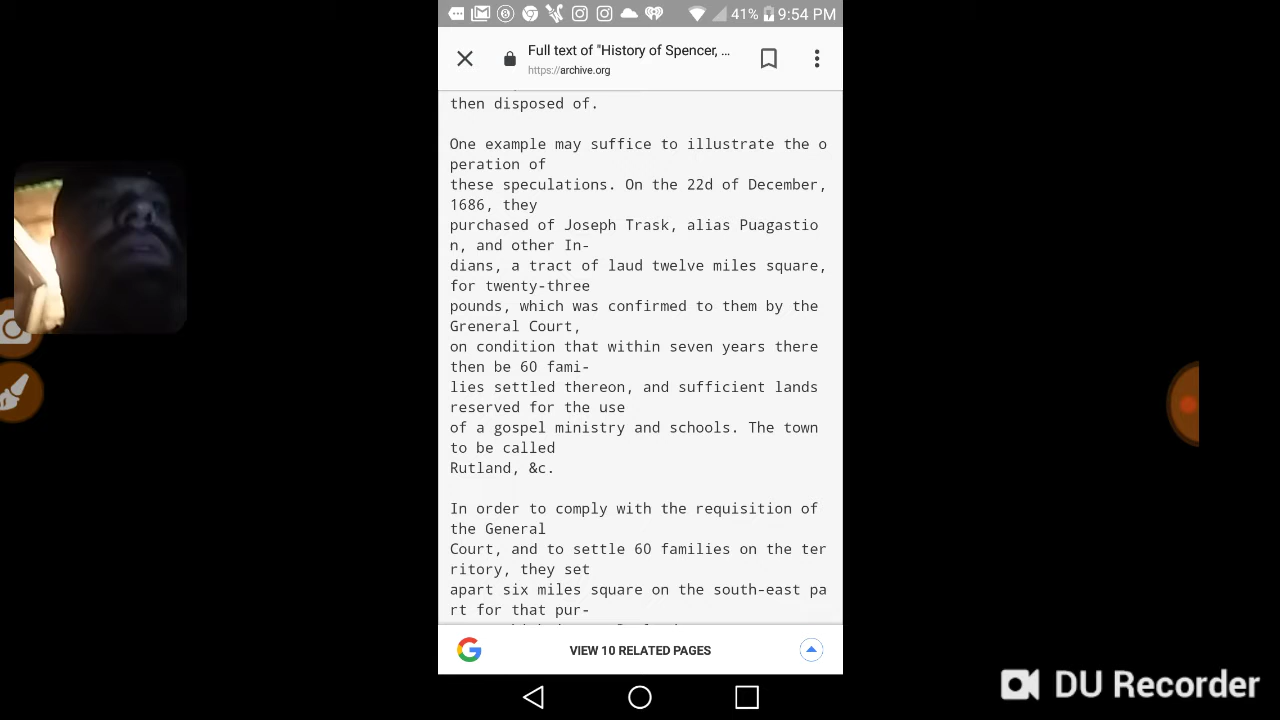 41% 9:54 PM
Full text of "History of Spencer, ...
https://archive.org
then disposed of.
One example may suffice to illustrate the o
peration of
these speculations. On the 22d of December,
1686, they
purchased of Joseph Trask, alias Puagastio
n, and other In-
dians, a tract of laud twelve miles square,
for twenty-three
pounds, which was confirmed to them by the
Greneral Court,
on condition that within seven years there
then be 60 fami-
lies settled thereon, and sufficient lands
reserved for the use
of a gospel ministry and schools. The town
to be called
Rutland, &c.
In order to comply with the requisition of
the General
Court, and to settle 60 families on the ter
ritory, they set
apart six miles square on the south-east pa
rt for that pur-
VIEW 10 RELATED PAGES
DU Recorder